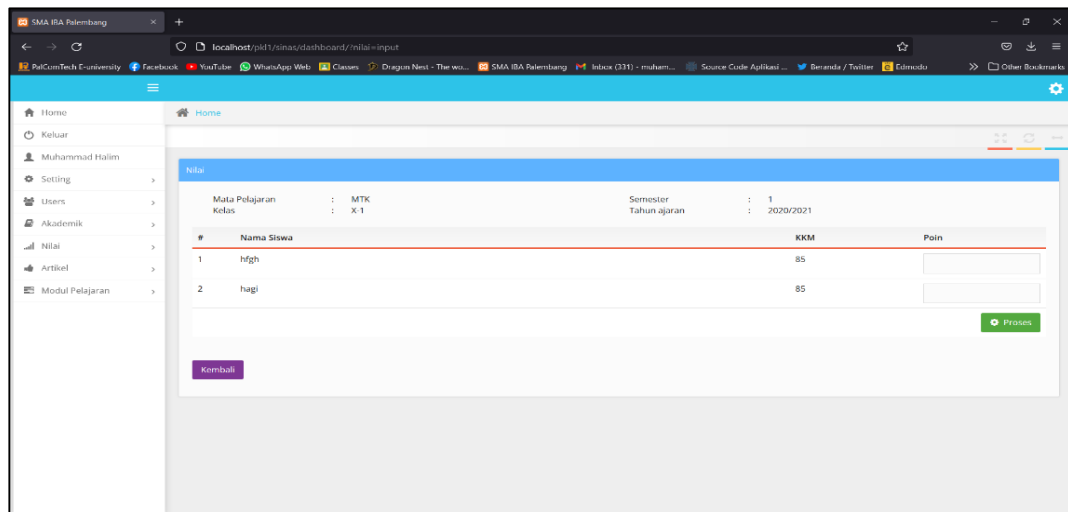 SMA IBA Palembang
localhost/pkl1/sinas/dashboard/?nilai=input
PalComTech E-university Facebook YouTube WhatsApp Web Classes Dragon Nest - The wo... SMA IBA Palembang Inbox (331) - muham... Source Code Aplikasi ... Beranda / Twitter Edmodo Other Bookmarks
Home
Keluar
Muhammad Halim
Setting
Users
Akademik
Nilai
Artikel
Modul Pelajaran
Home
Nilai
Mata Pelajaran : MTK Semester : 1
Kelas : X-1 Tahun ajaran : 2020/2021
# Nama Siswa KKM Poin
1 hfgh 85
2 hagi 85
Proses
Kembali